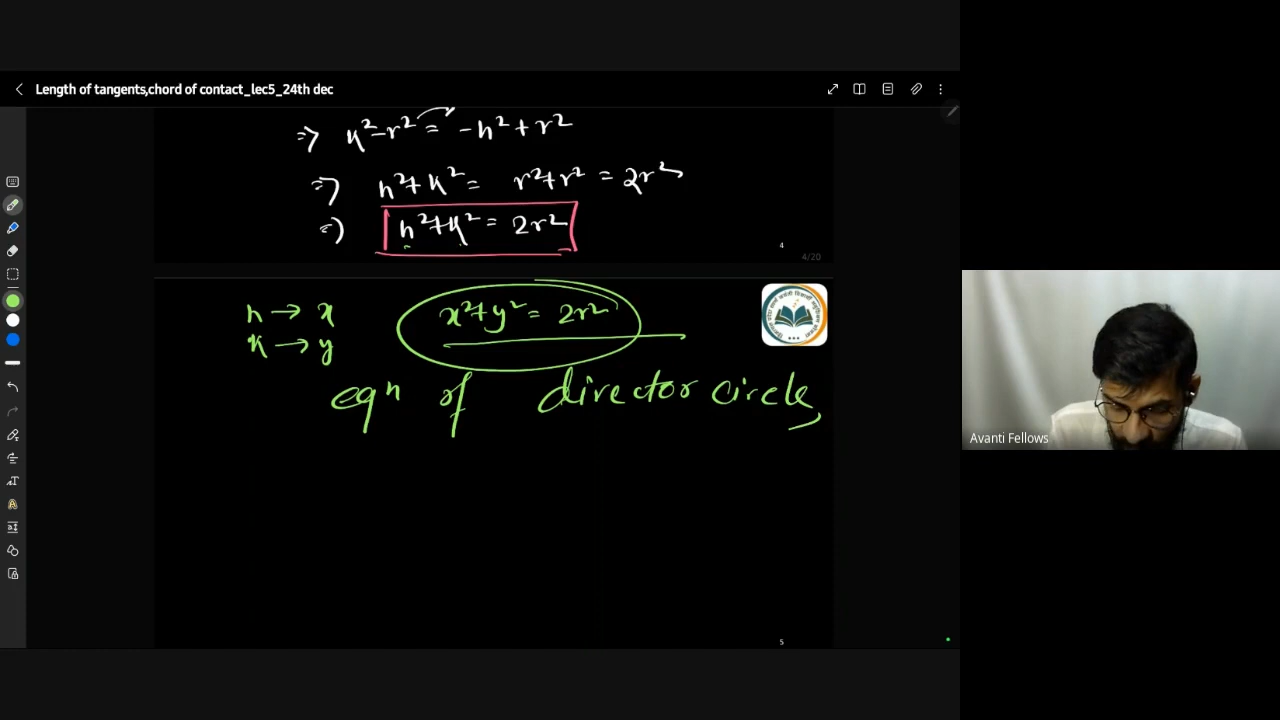 Length of tangents,chord of contact_lec5_24th dec
=> k²-r² = -h²+r²
=> h²+k² = r²+r² = 2r²
=> h²+k² = 2r²
4
4/20
h → x x²+y² = 2r²
k → y
eqn of director circle,
Avanti Fellows
5